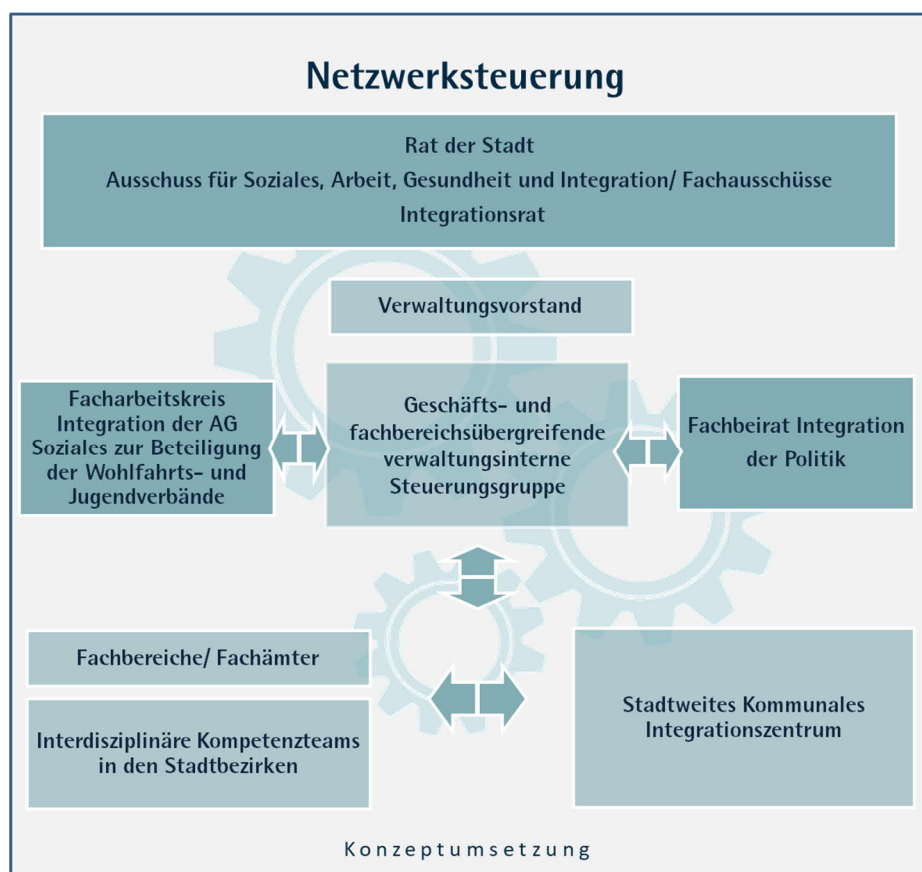 Netzwerksteuerung
Rat der Stadt
Ausschuss für Soziales, Arbeit, Gesundheit und Integration/ Fachausschüsse
Integrationsrat
Verwaltungsvorstand
Facharbeitskreis
Integration der AG
Soziales zur Beteiligung
der Wohlfahrts- und
Jugendverbände
Geschäfts- und
fachbereichsübergreifende
verwaltungsinterne
Steuerungsgruppe
Fachbeirat Integration
der Politik
Fachbereiche/ Fachämter
Interdisziplinäre Kompetenzteams
in den Stadtbezirken
Stadtweites Kommunales
Integrationszentrum
Konzeptumsetzung